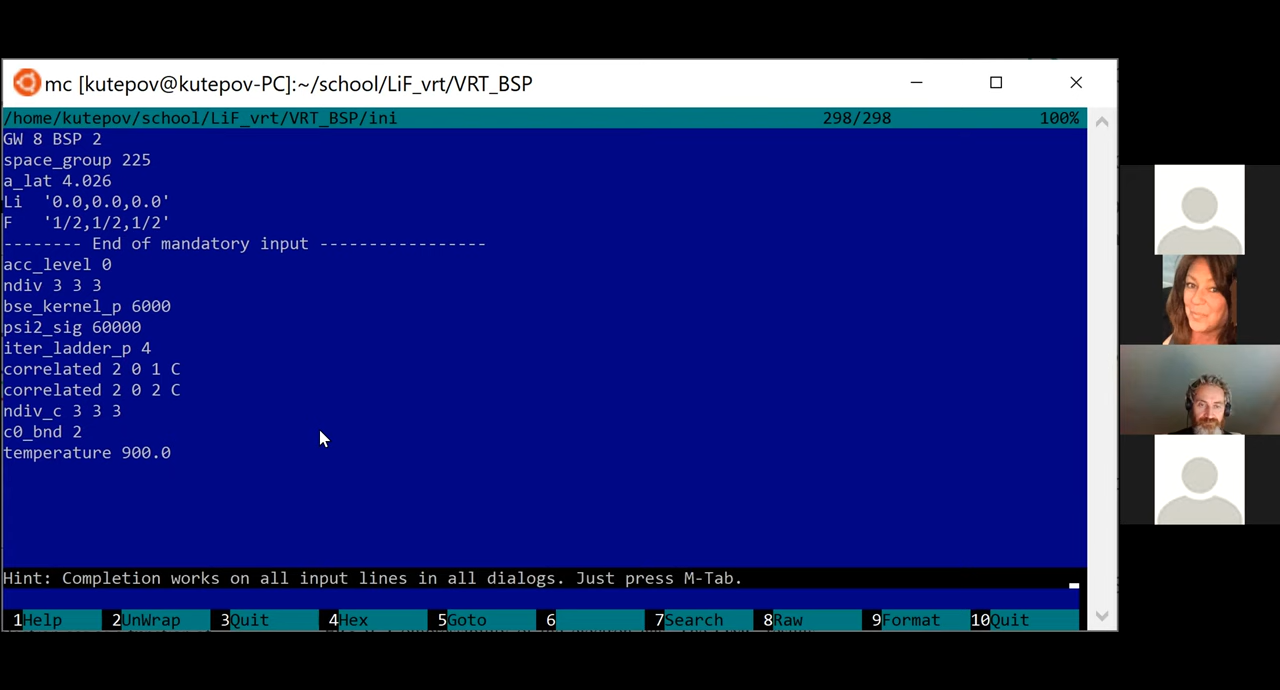 mc [kutepov@kutepov-PC]:~/school/LiF_vrt/VRT_BSP
/home/kutepov/school/LiF_vrt/VRT_BSP/ini 298/298 100%
GW 8 BSP 2
space_group 225
a_lat 4.026
Li '0.0,0.0,0.0'
F '1/2,1/2,1/2'
-------- End of mandatory input -----------------
acc_level 0
ndiv 3 3 3
bse_kernel_p 6000
psi2_sig 60000
iter_ladder_p 4
correlated 2 0 1 C
correlated 2 0 2 C
ndiv_c 3 3 3
c0_bnd 2
temperature 900.0
Hint: Completion works on all input lines in all dialogs. Just press M-Tab.
1Help 2UnWrap 3Quit 4Hex 5Goto 6 7Search 8Raw 9Format 10Quit